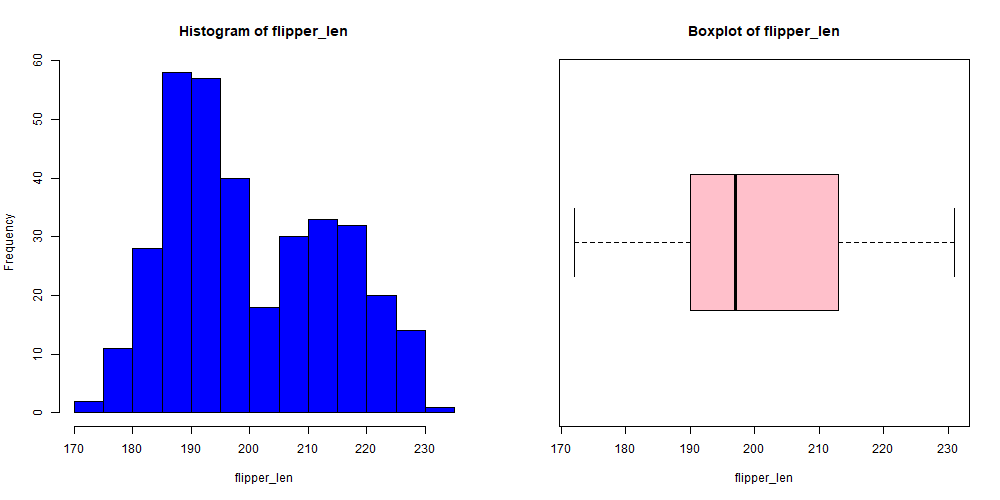 Histogram of flipper_len
Frequency
60
50
40
30
20
10
0
170 180 190 200 210 220 230
flipper_len
Boxplot of flipper_len
170 180 190 200 210 220 230
flipper_len